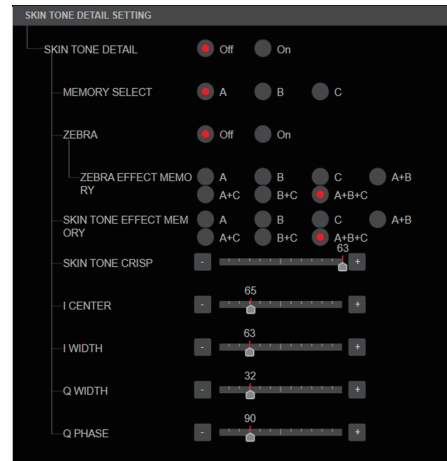 SKIN TONE DETAIL SETTING
SKIN TONE DETAIL Off On
MEMORY SELECT A B C
ZEBRA Off On
ZEBRA EFFECT MEMO A B C A+B
RY A+C B+C A+B+C
SKIN TONE EFFECT MEM A B C A+B
ORY A+C B+C A+B+C
63
SKIN TONE CRISP - +
65
I CENTER - +
63
I WIDTH - +
32
Q WIDTH - +
90
Q PHASE - +